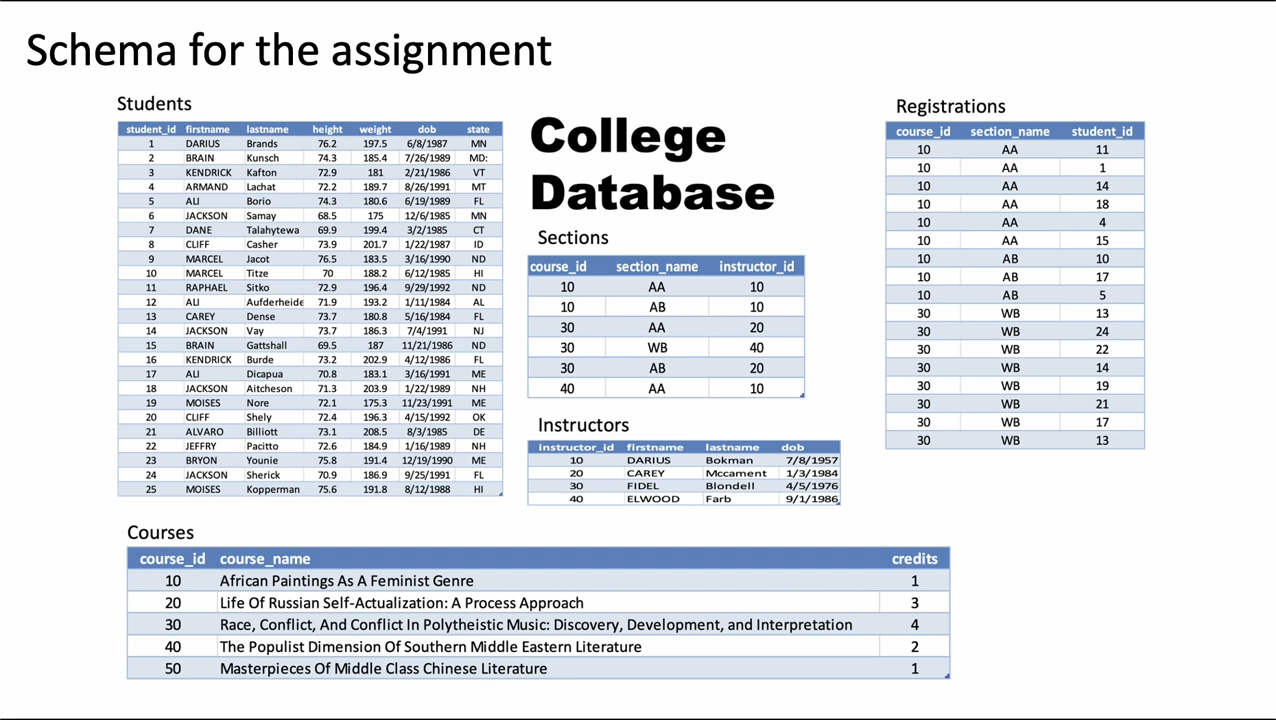 Schema for the assignment
Students
student_id firstname lastname height weight dob state
1 DARIUS Brands 76.2 197.5 6/8/1987 MN
2 BRAIN Kunsch 74.3 185.4 7/26/1989 MD:
3 KENDRICK Kafton 72.9 181 2/21/1986 VT
4 ARMAND Lachat 72.2 189.7 8/26/1991 MT
5 ALI Borio 74.3 180.6 6/19/1989 FL
6 JACKSON Samay 68.5 175 12/6/1985 MN
7 DANE Talahytewa 69.9 199.4 3/2/1985 CT
8 CLIFF Casher 73.9 201.7 1/22/1987 ID
9 MARCEL Jacot 76.5 183.5 3/16/1990 ND
10 MARCEL Titze 70 188.2 6/12/1985 HI
11 RAPHAEL Sitko 72.9 196.4 9/29/1992 ND
12 ALI Aufderheide 71.9 193.2 1/11/1984 AL
13 CAREY Dense 73.7 180.8 5/16/1984 FL
14 JACKSON Vay 73.7 186.3 7/4/1991 NJ
15 BRAIN Gattshall 69.5 187 11/21/1986 ND
16 KENDRICK Burde 73.2 202.9 4/12/1986 FL
17 ALI Dicapua 70.8 183.1 3/16/1991 ME
18 JACKSON Aitcheson 71.3 203.9 1/22/1989 NH
19 MOISES Nore 72.1 175.3 11/23/1991 ME
20 CLIFF Shely 72.4 196.3 4/15/1992 OK
21 ALVARO Billiott 73.1 208.5 8/3/1985 DE
22 JEFFRY Pacitto 72.6 184.9 1/16/1989 NH
23 BRYON Younie 75.8 191.4 12/19/1990 ME
24 JACKSON Sherick 70.9 186.9 9/25/1991 FL
25 MOISES Kopperman 75.6 191.8 8/12/1988 HI
College
Database
Sections
course_id section_name instructor_id
10 AA 10
10 AB 10
30 AA 20
30 WB 40
30 AB 20
40 AA 10
Instructors
instructor_id firstname lastname dob
10 DARIUS Bokman 7/8/1957
20 CAREY Mccament 1/3/1984
30 FIDEL Blondell 4/5/1976
40 ELWOOD Farb 9/1/1986
Registrations
course_id section_name student_id
10 AA 11
10 AA 1
10 AA 14
10 AA 18
10 AA 4
10 AA 15
10 AB 10
10 AB 17
10 AB 5
30 WB 13
30 WB 24
30 WB 22
30 WB 14
30 WB 19
30 WB 21
30 WB 17
30 WB 13
Courses
course_id course_name credits
10 African Paintings As A Feminist Genre 1
20 Life Of Russian Self-Actualization: A Process Approach 3
30 Race, Conflict, And Conflict In Polytheistic Music: Discovery, Development, and Interpretation 4
40 The Populist Dimension Of Southern Middle Eastern Literature 2
50 Masterpieces Of Middle Class Chinese Literature 1